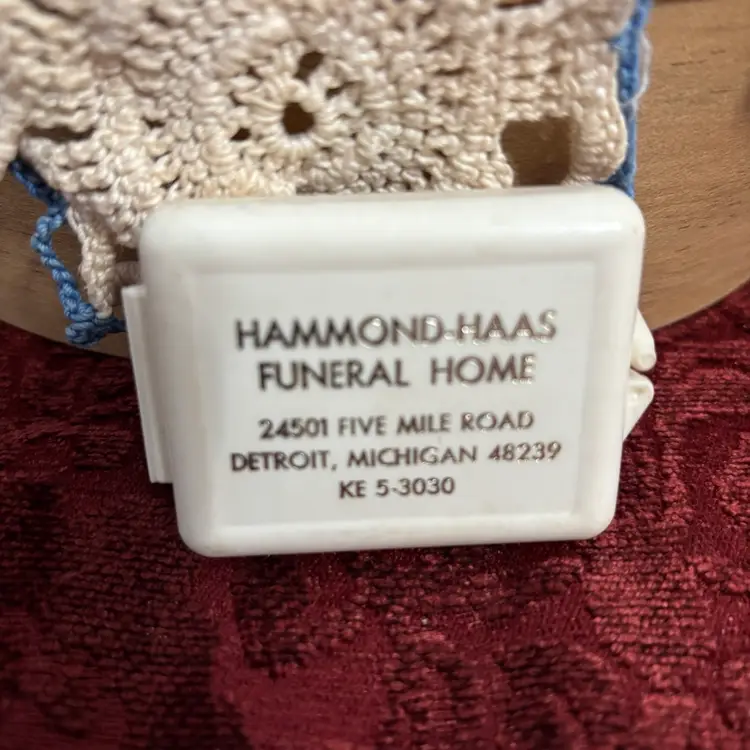 HAMMOND-HAAS
FUNERAL HOME
24501 FIVE MILE ROAD
DETROIT, MICHIGAN 48239
KE 5-3030